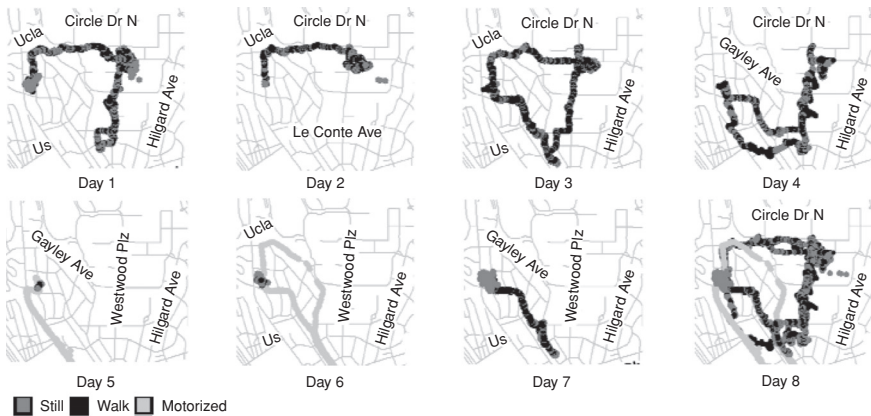 Circle Dr N
Ucla
Us
Hilgard Ave
Day 1
Circle Dr N
Ucla
Le Conte Ave
Hilgard Ave
Day 2
Circle Dr N
Ucla
Us
Hilgard Ave
Day 3
Circle Dr N
Gayley Ave
Hilgard Ave
Day 4
Gayley Ave
Westwood Plz
Hilgard Ave
Day 5
Ucla
Westwood Plz
Us
Hilgard Ave
Day 6
Gayley Ave
Westwood Plz
Us
Hilgard Ave
Day 7
Circle Dr N
Hilgard Ave
Day 8
Still Walk Motorized